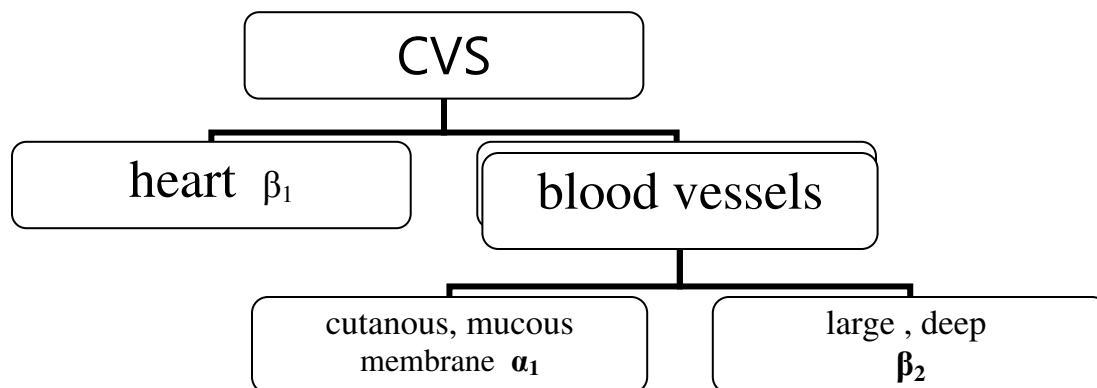 CVS
heart β₁
blood vessels
cutanous, mucous
membrane α₁
large , deep
β₂